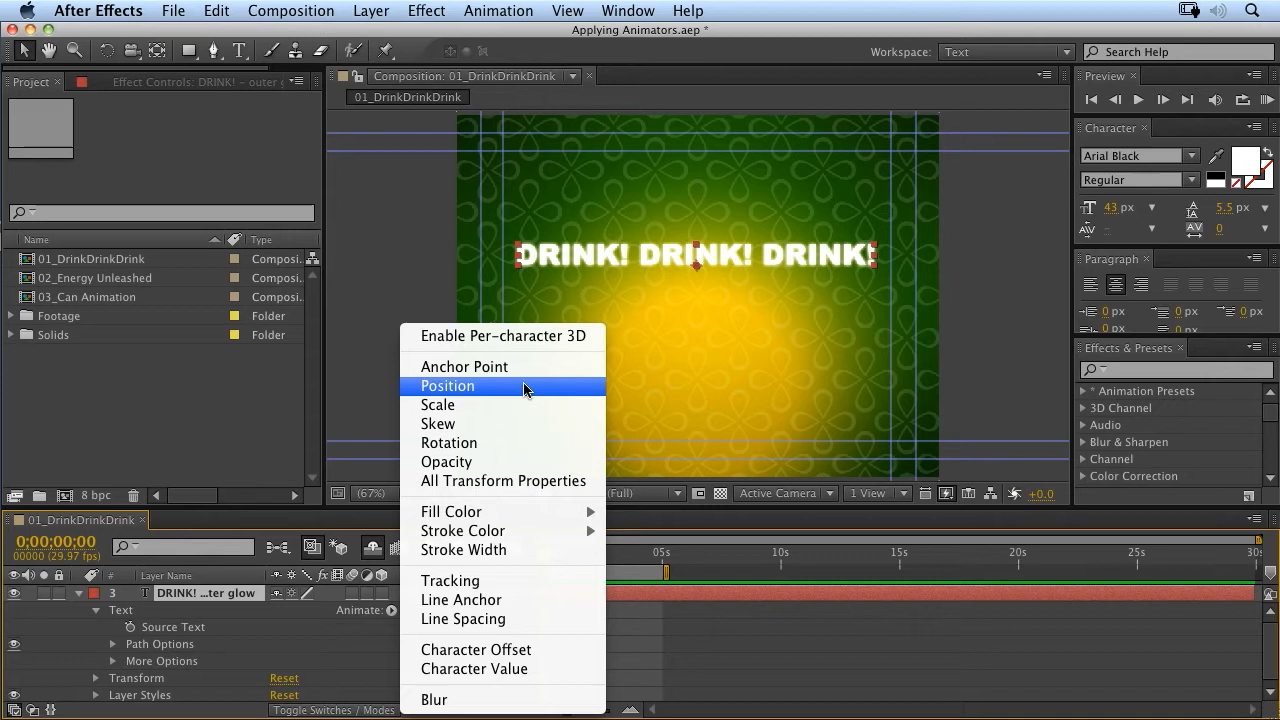 After Effects File Edit Composition Layer Effect Animation View Window Help
Applying Animators.aep *
Workspace: Text
Search Help
Project
Effect Controls: DRINK! – outer
Composition: 01_DrinkDrinkDrink
01_DrinkDrinkDrink
Preview
Character
Arial Black
Regular
43 px
5.5 px
0
Paragraph
0 px
0 px
0 px
0 px
Effects & Presets
* Animation Presets
3D Channel
Audio
Blur & Sharpen
Channel
Color Correction
Name
Type
01_DrinkDrinkDrink
Composi…
02_Energy Unleashed
Composi…
03_Can Animation
Composi…
Footage
Folder
Solids
Folder
8 bpc
DRINK! DRINK! DRINK!
(67%)
(Full)
Active Camera
1 View
+0.0
Enable Per-character 3D
Anchor Point
Position
Scale
Skew
Rotation
Opacity
All Transform Properties
Fill Color
Stroke Color
Stroke Width
Tracking
Line Anchor
Line Spacing
Character Offset
Character Value
Blur
01_DrinkDrinkDrink
0;00;00;00
00000 (29.97 fps)
05s 10s 15s 20s 25s 30s
# Layer Name
3 T DRINK! ...ter glow
Text
Animate:
Source Text
Path Options
More Options
Transform
Reset
Layer Styles
Reset
Toggle Switches / Modes